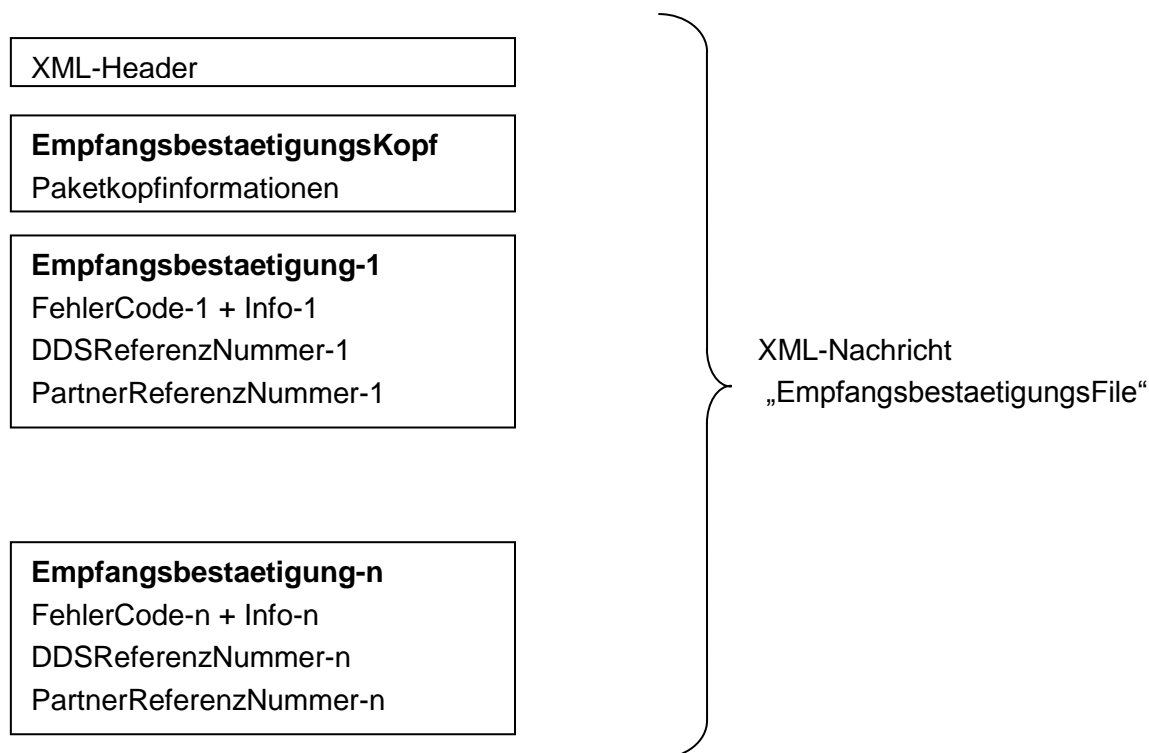 XML-Header
EmpfangsbestaetigungsKopf
Paketkopfinformationen
Empfangsbestaetigung-1
FehlerCode-1 + Info-1
DDSReferenzNummer-1
PartnerReferenzNummer-1
XML-Nachricht
„EmpfangsbestaetigungsFile“
Empfangsbestaetigung-n
FehlerCode-n + Info-n
DDSReferenzNummer-n
PartnerReferenzNummer-n